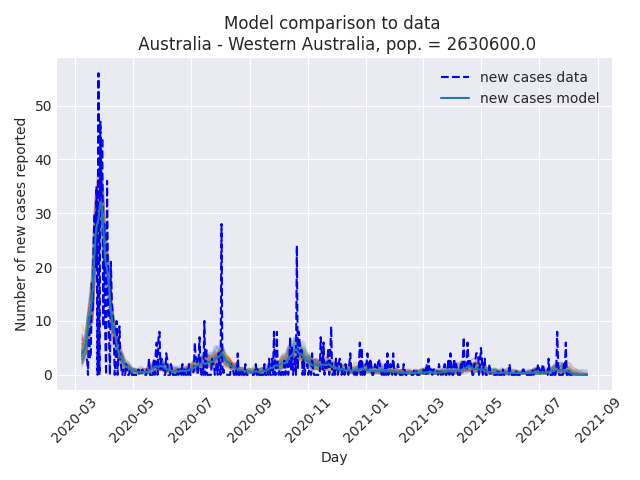 Model comparison to data
Australia - Western Australia, pop. = 2630600.0
new cases data
new cases model
Number of new cases reported
50
40
30
20
10
0
2020-03
2020-05
2020-07
2020-09
2020-11
2021-01
2021-03
2021-05
2021-07
2021-09
Day